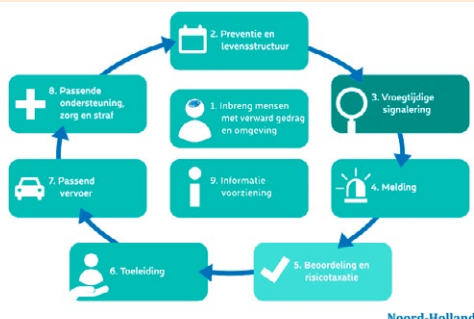 2. Preventie en
levensstructuur
8. Passende
ondersteuning,
zorg en straf
1. Inbreng mensen
met verward gedrag
en omgeving
3. Vroegtijdige
signalering
7. Passend
vervoer
9. Informatie
voorziening
4. Melding
6. Toeleiding
5. Beoordeling en
risicotaxatie
Noord-Holland